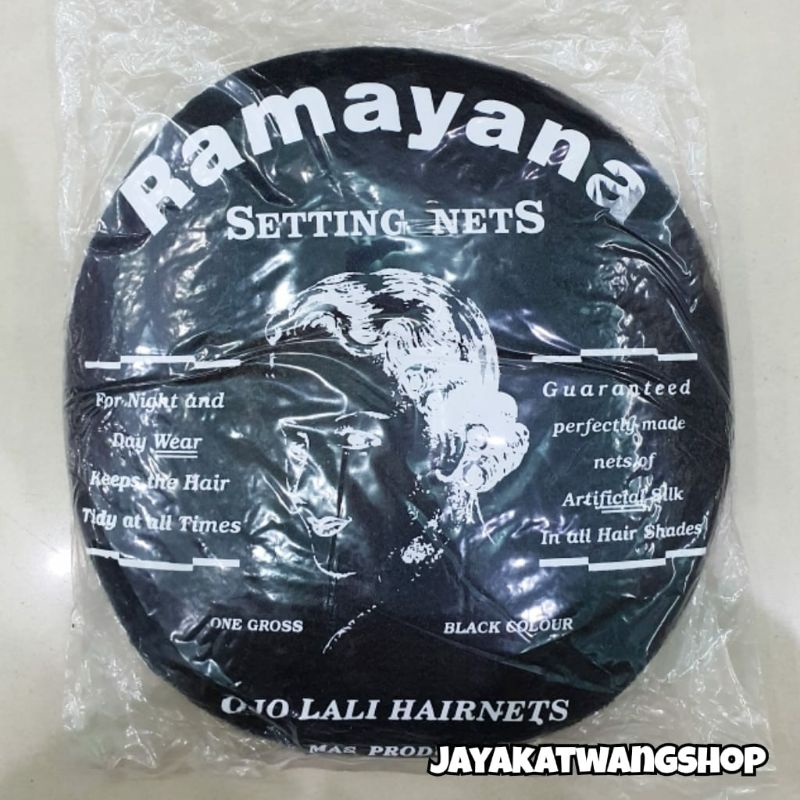 Ramayana
SETTING NETS
For Night and
Day Wear
Keeps the Hair
Tidy at all Times
Guaranteed
perfectly made
nets of
Artificial Silk
In all Hair Shades
ONE GROSS
BLACK COLOUR
OJO LALI HAIRNETS
MAS
JAYAKATWANGSHOP